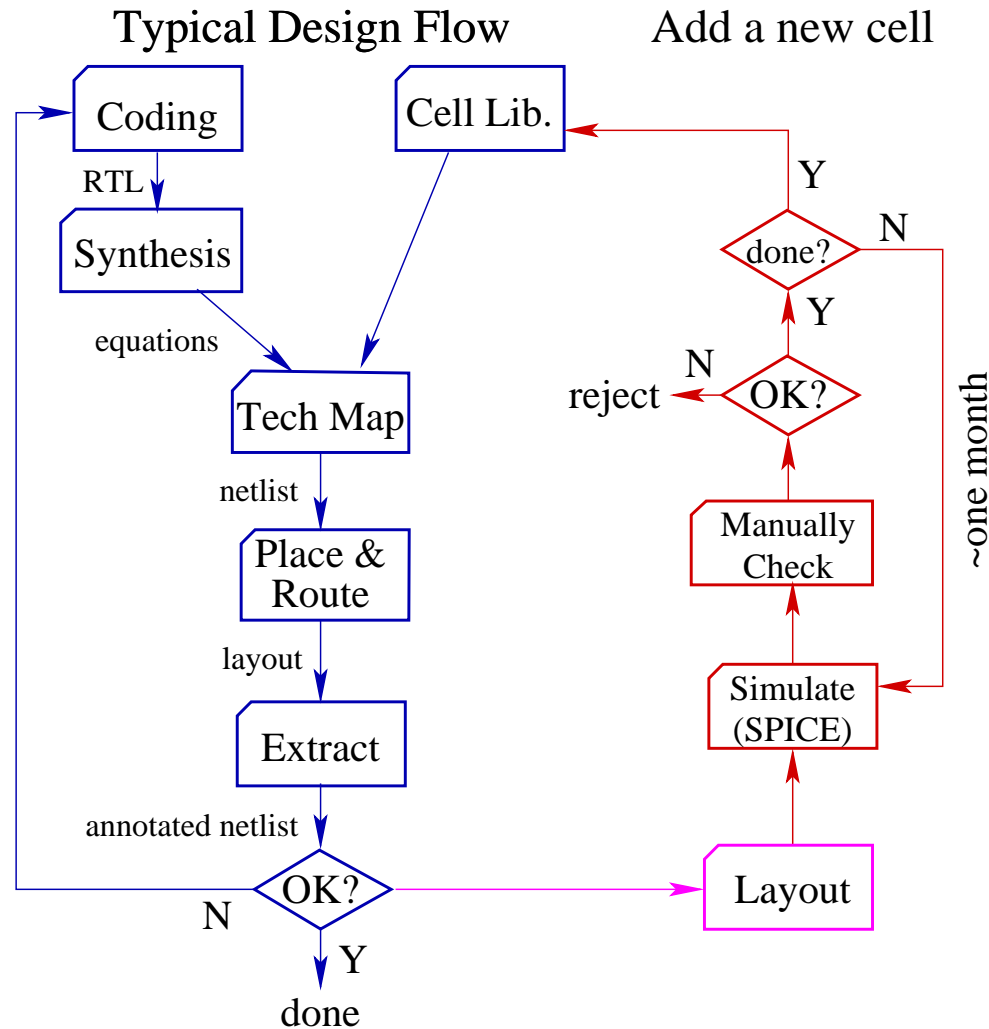 Typical Design Flow
Add a new cell
Coding
Cell Lib.
RTL
Synthesis
equations
Tech Map
netlist
Place &
Route
layout
Extract
annotated netlist
OK?
N
Y
done
Y
done?
N
Y
OK?
N
reject
~one month
Manually
Check
Simulate
(SPICE)
Layout